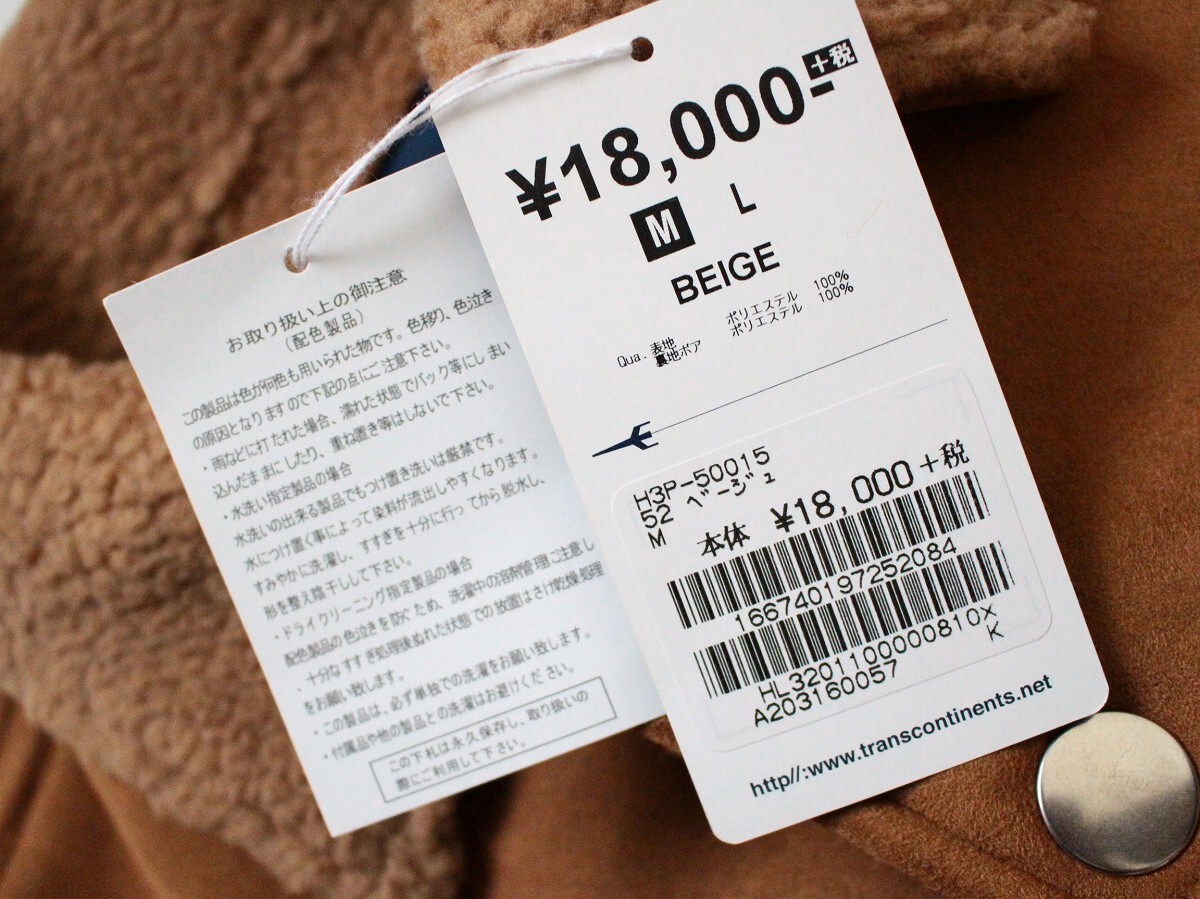 お取り扱い上の御注意
(配色製品)
この製品は色が何色も用いられた物です。色移り、色泣き
の原因となりますので下記の点にご注意下さい。
・雨などに打たれた場合、濡れた状態でバック等にしまい
込んだままにしたり、重ね置き等はしないで下さい。
・水洗い指定製品の場合
水洗いの出来る製品でもつけ置き洗いは厳禁です。
水につけ置く事によって染料が流出しやすくなります。
すみやかに洗濯し、すすぎを十分に行ってから脱水し、
形を整え陰干しして下さい。
・ドライクリーニング指定製品の場合
配色製品の色泣きを防ぐため、洗濯中の溶剤管理に注意し
、十分なすすぎ処理後ぬれた状態での放置はさけ乾燥処理
をお願い致します。
・この製品は、必ず単独での洗濯をお願い致します。
・付属品や他の製品との洗濯はお避けください。
この下札は永久保存し、取り扱いの
際にご利用して下さい。
¥18,000- +税
M L
BEIGE
Qua. 表地 ポリエステル 100%
裏地ボア ポリエステル 100%
H3P-50015
52 ベージュ
M 本体 ¥18,000+税
1667401972520 84
HL3201100000810X
A203160057 K
http//:www.transcontinents.net